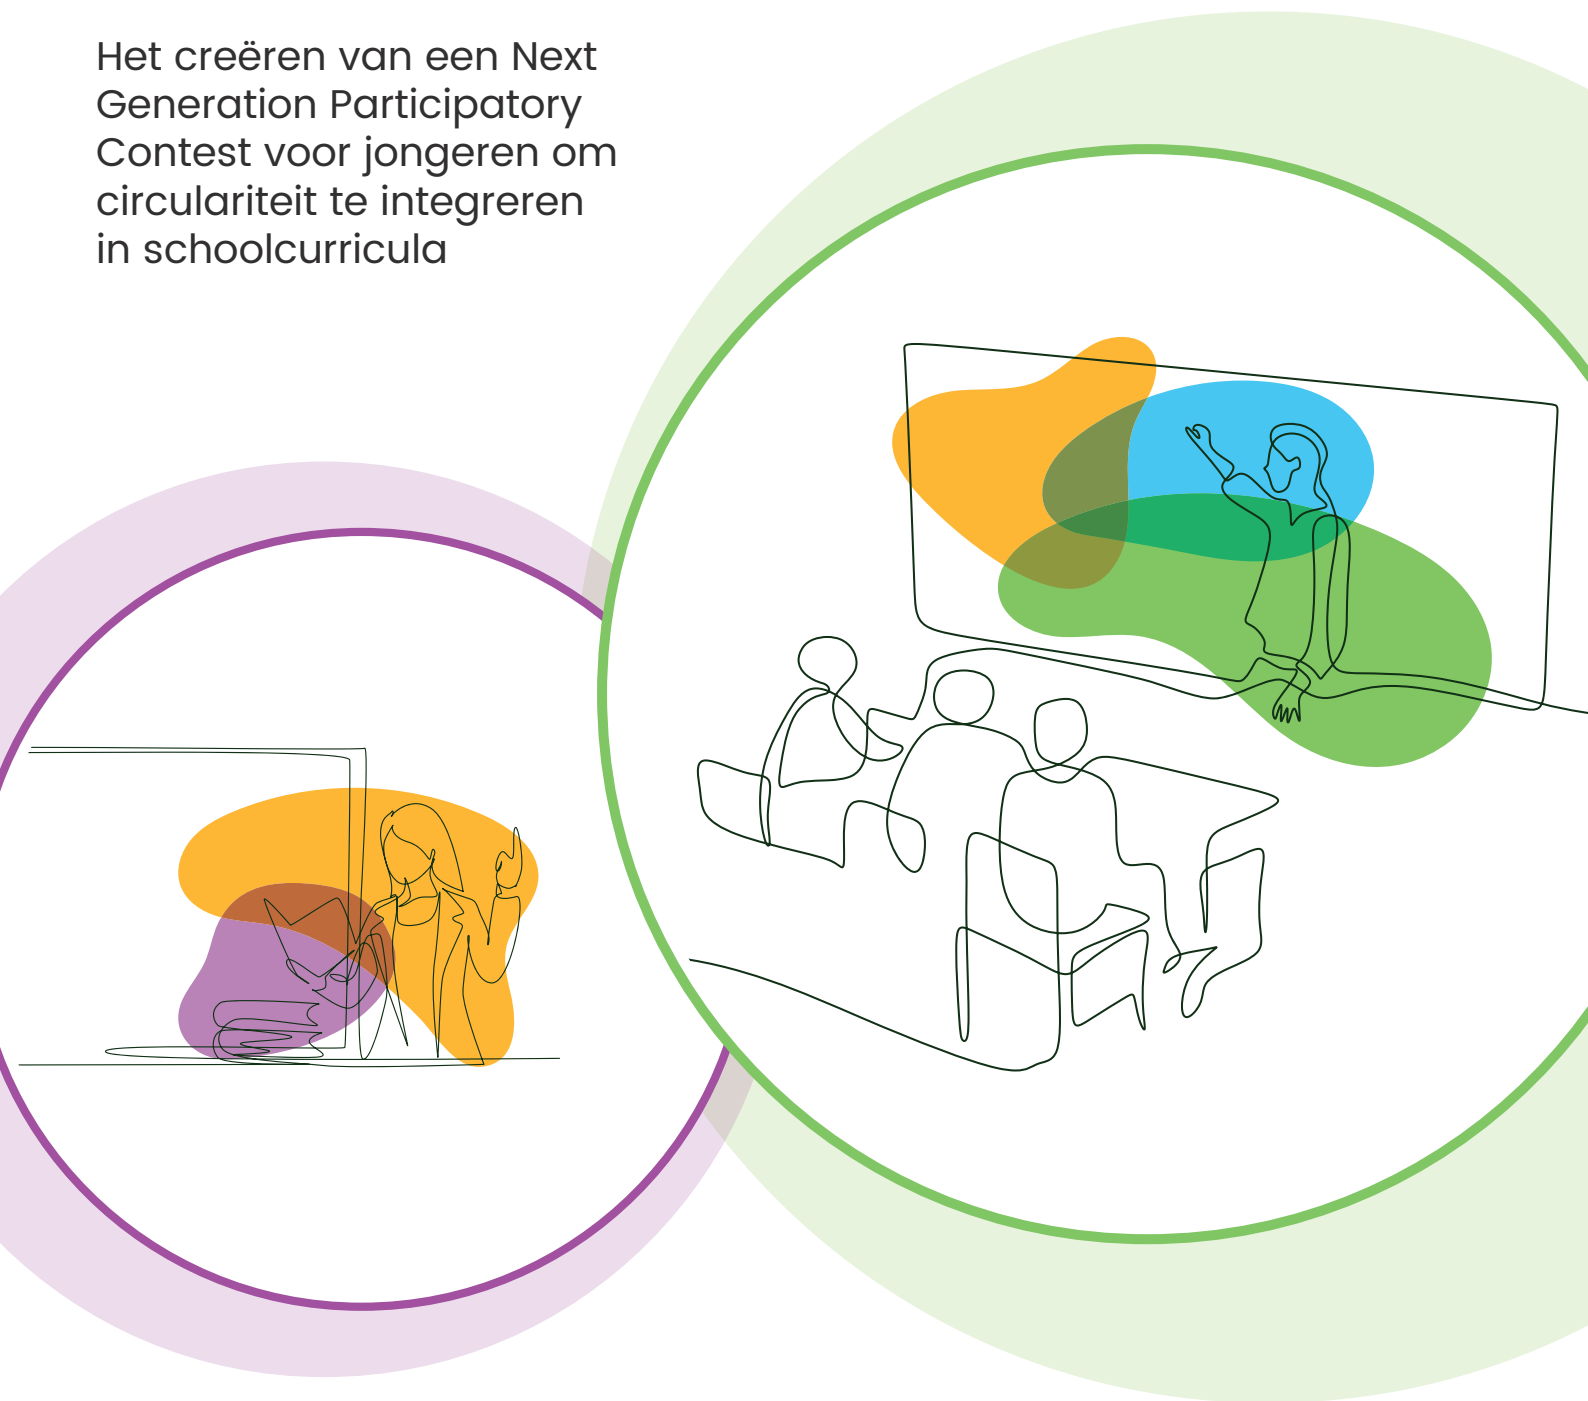 Het creëren van een Next
Generation Participatory
Contest voor jongeren om
circulariteit te integreren
in schoolcurricula